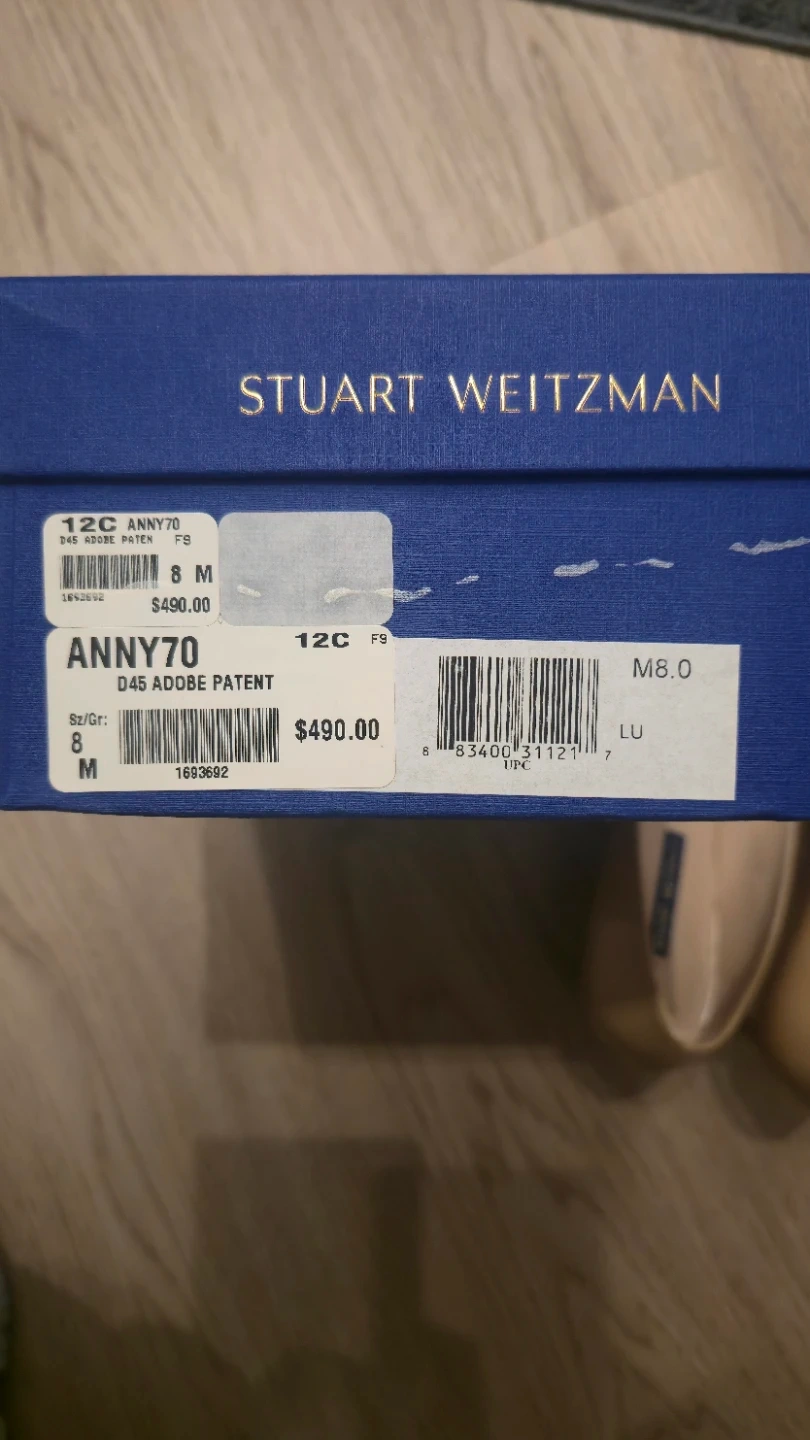 STUART WEITZMAN
12C ANNY70
D45 ADOBE PATEN F9
8 M
1693692
$490.00
ANNY70 12C F9
D45 ADOBE PATENT
Sz/Gr:
8
M
$490.00
1693692
M8.0
LU
8 83400 31121 7
UPC